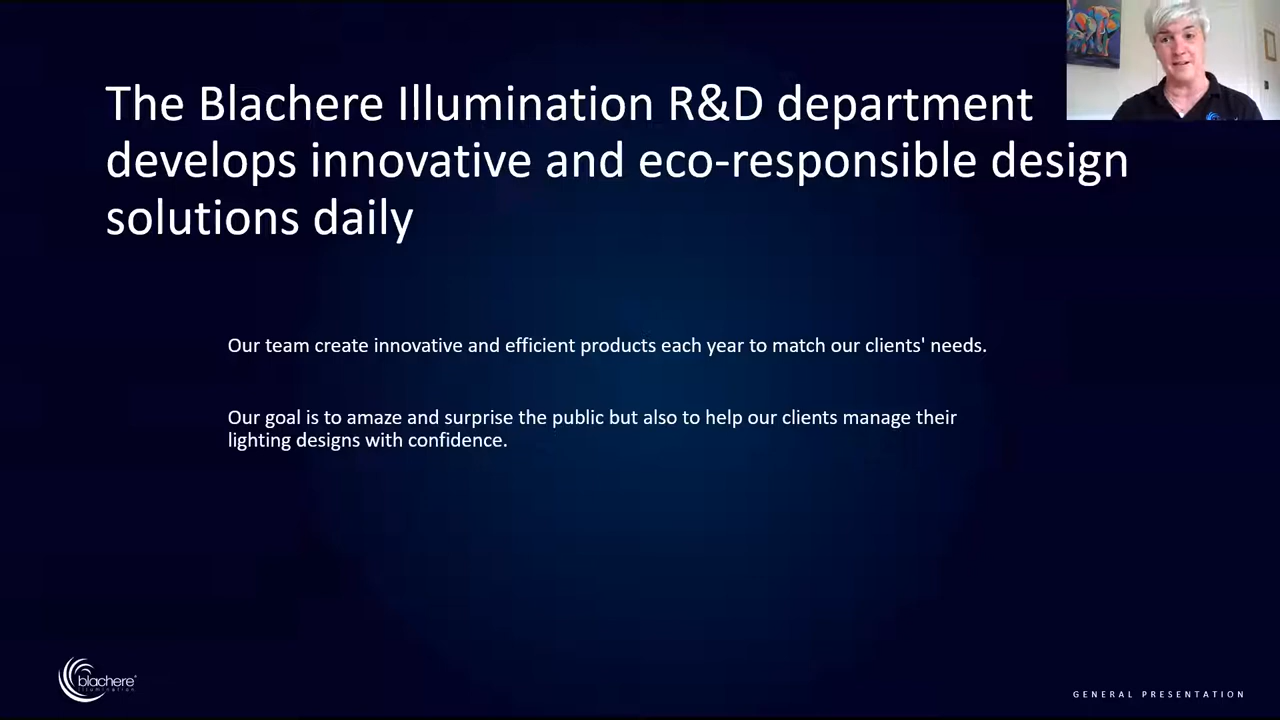 The Blachere Illumination R&D department
develops innovative and eco-responsible design
solutions daily
Our team create innovative and efficient products each year to match our clients' needs.
Our goal is to amaze and surprise the public but also to help our clients manage their
lighting designs with confidence.
blachere
illumination
GENERAL PRESENTATION